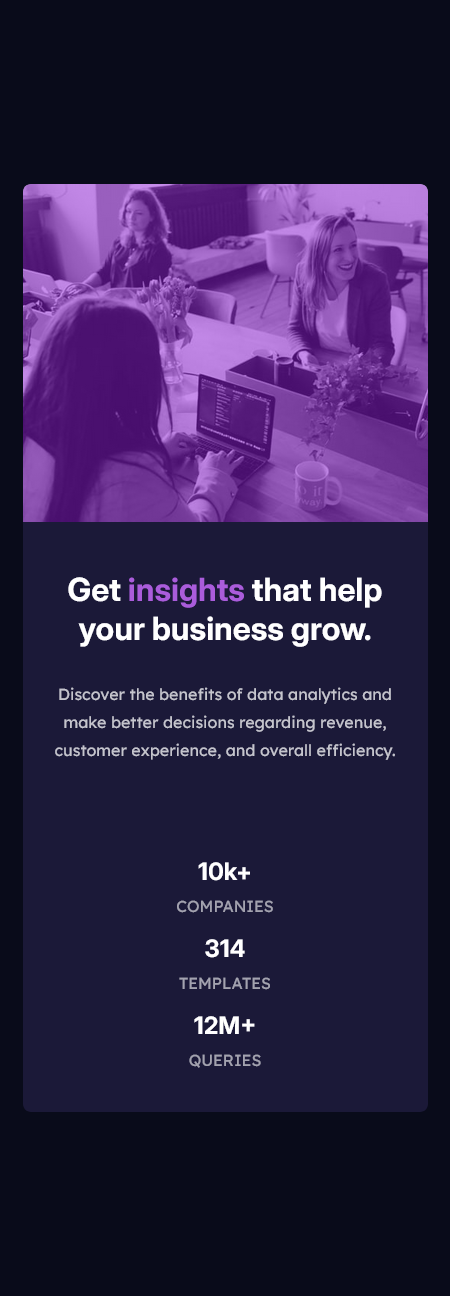 Get insights that help
your business grow.
Discover the benefits of data analytics and
make better decisions regarding revenue,
customer experience, and overall efficiency.
10k+
COMPANIES
314
TEMPLATES
12M+
QUERIES